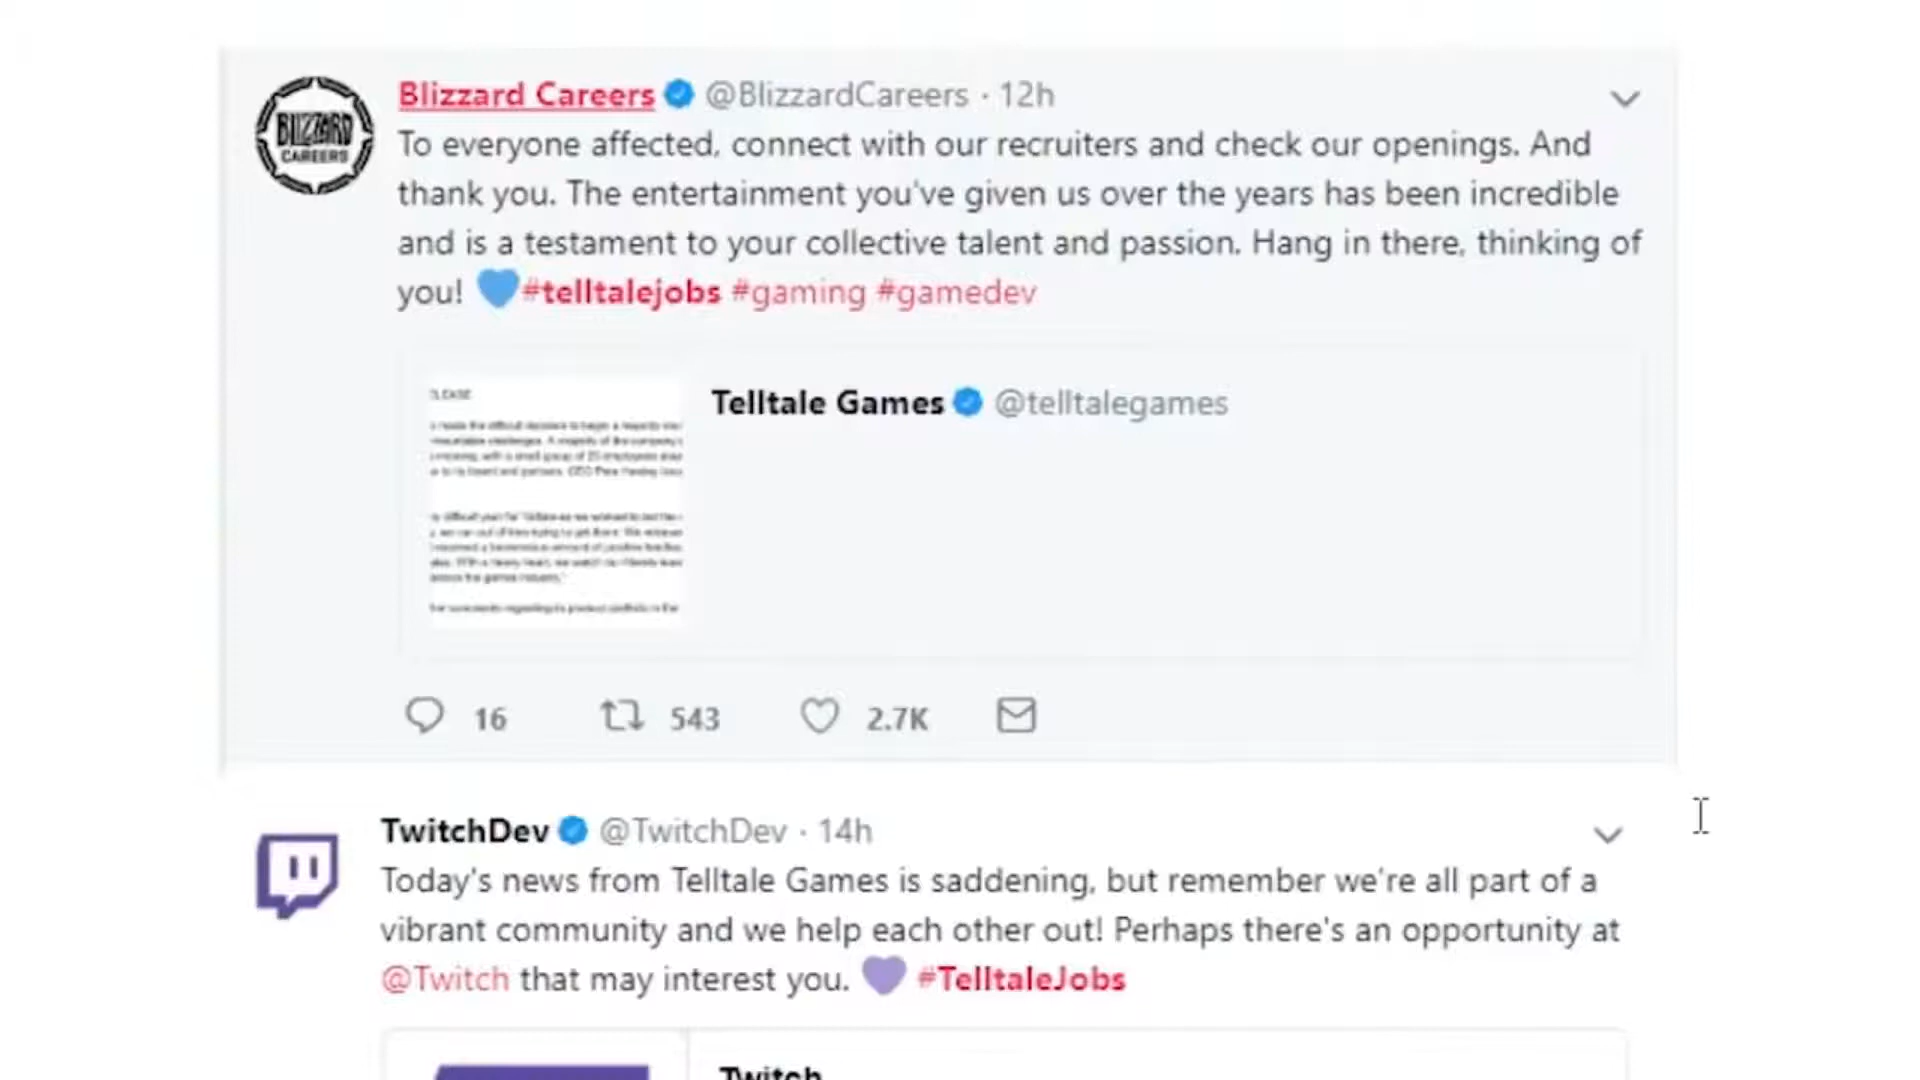 Blizzard Careers @BlizzardCareers · 12h
BLIZZARD
CAREERS
To everyone affected, connect with our recruiters and check our openings. And
thank you. The entertainment you've given us over the years has been incredible
and is a testament to your collective talent and passion. Hang in there, thinking of
you! #telltalejobs #gaming #gamedev
Telltale Games @telltalegames
16 543 2.7K
TwitchDev @TwitchDev · 14h
Today's news from Telltale Games is saddening, but remember we're all part of a
vibrant community and we help each other out! Perhaps there's an opportunity at
@Twitch that may interest you. #TelltaleJobs
Twitch